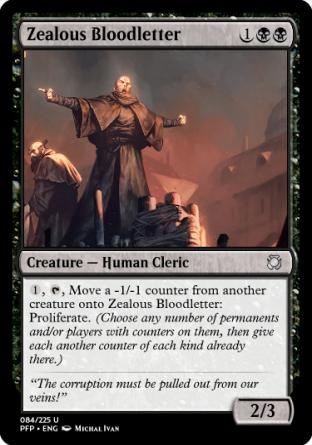 Zealous Bloodletter 1
Creature — Human Cleric
1, , Move a -1/-1 counter from another
creature onto Zealous Bloodletter:
Proliferate. (Choose any number of permanents
and/or players with counters on them, then give
each another counter of each kind already
there.)
"The corruption must be pulled out from our
veins!"
2/3
084/225 U
PFP • ENG Michal Ivan